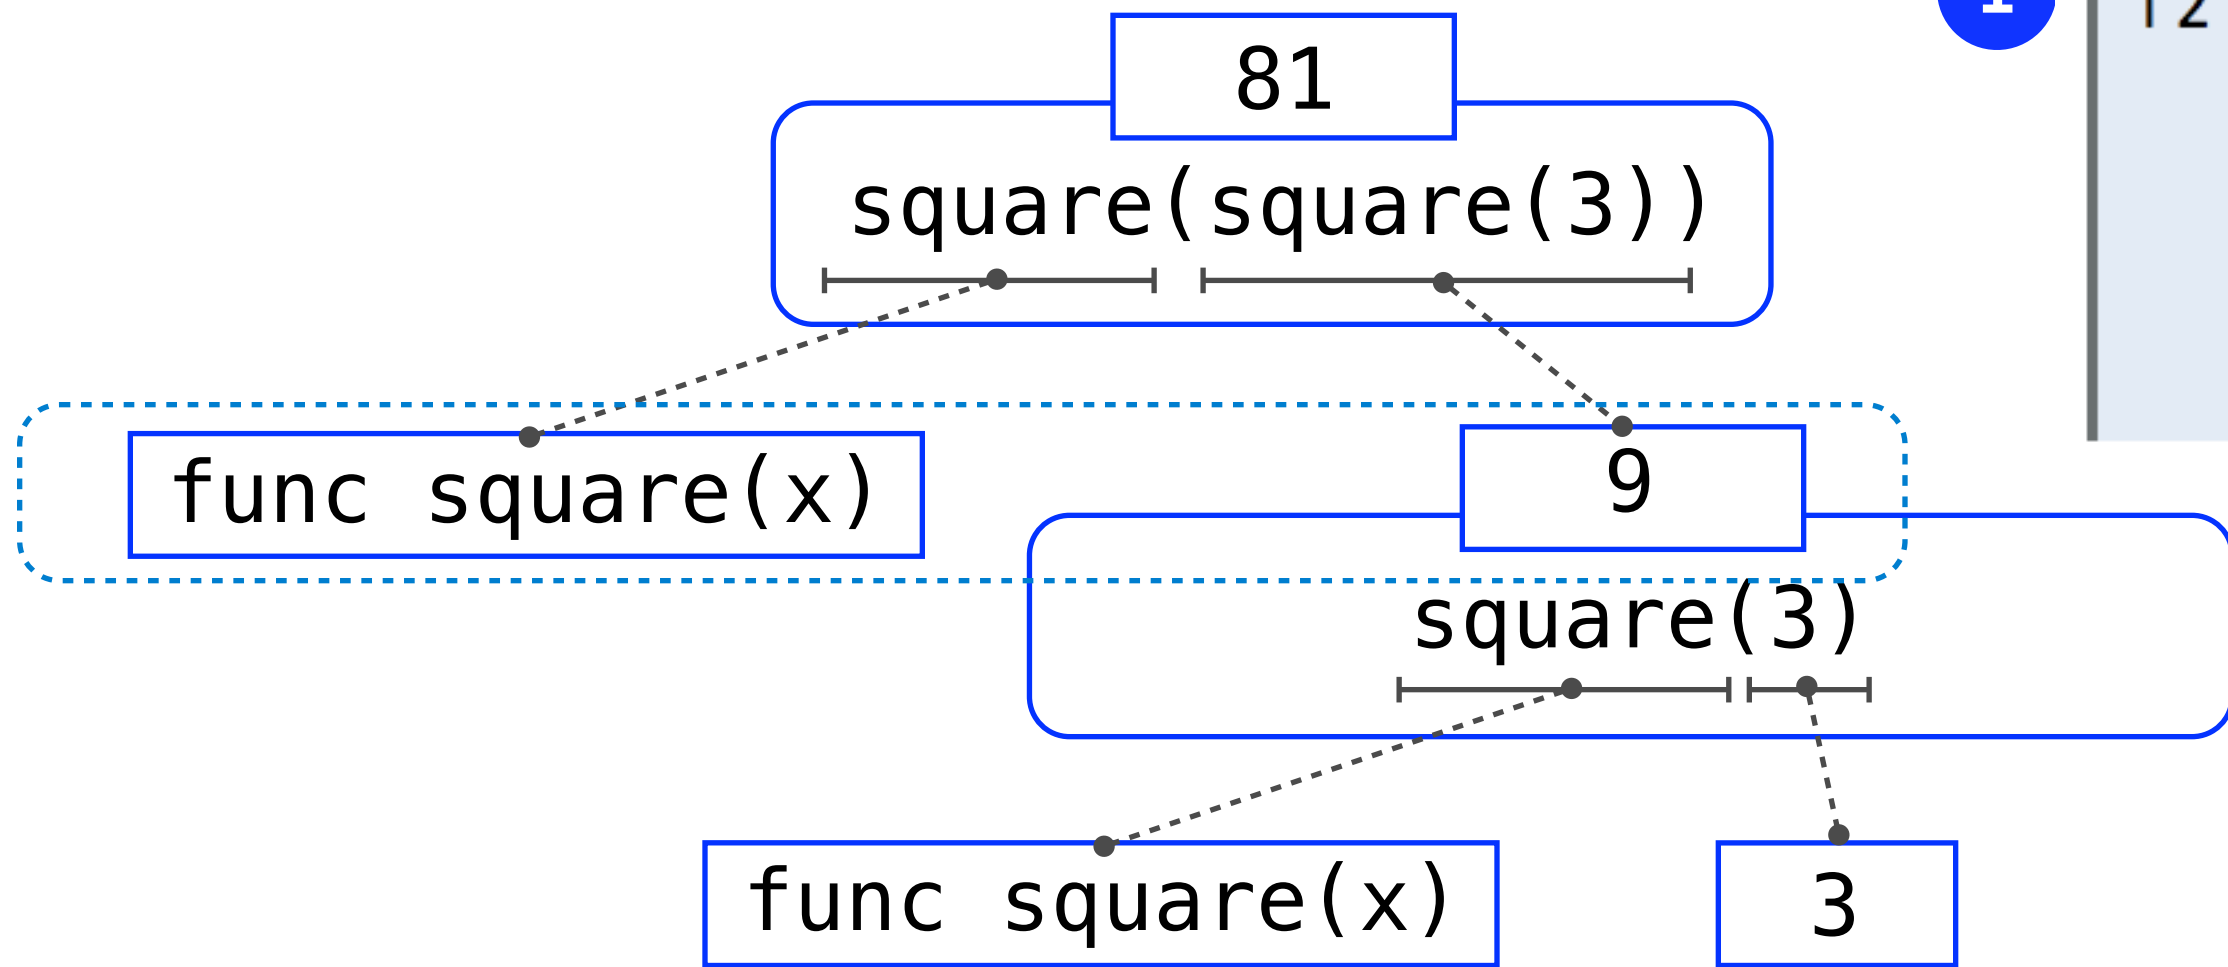 81
square(square(3))
func square(x)
9
square(3)
func square(x)
3